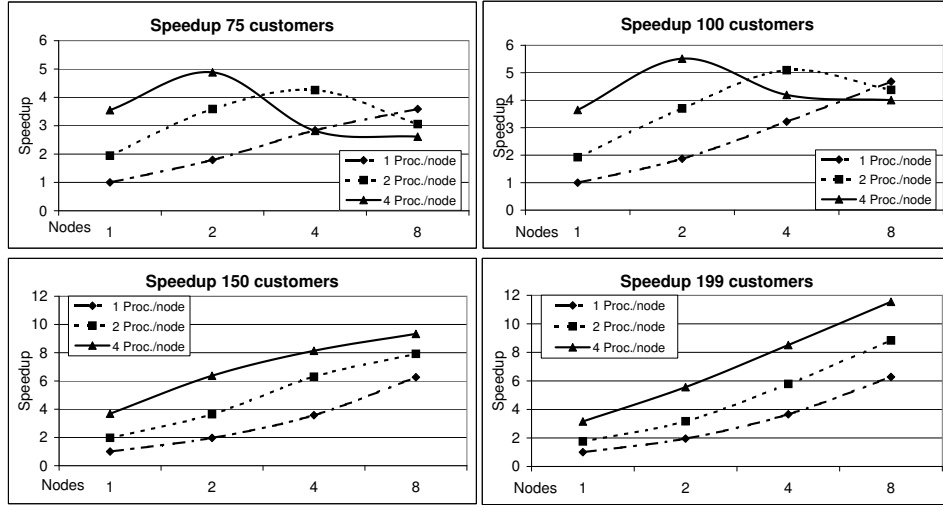 Speedup 75 customers
6
5
4
3
2
1
0
Speedup
1 Proc./node
2 Proc./node
4 Proc./node
Nodes 1 2 4 8
Speedup 100 customers
6
5
4
3
2
1
0
Speedup
1 Proc./node
2 Proc./node
4 Proc./node
Nodes 1 2 4 8
Speedup 150 customers
12
10
8
6
4
2
0
Speedup
1 Proc./node
2 Proc./node
4 Proc./node
Nodes 1 2 4 8
Speedup 199 customers
12
10
8
6
4
2
0
Speedup
1 Proc./node
2 Proc./node
4 Proc./node
Nodes 1 2 4 8